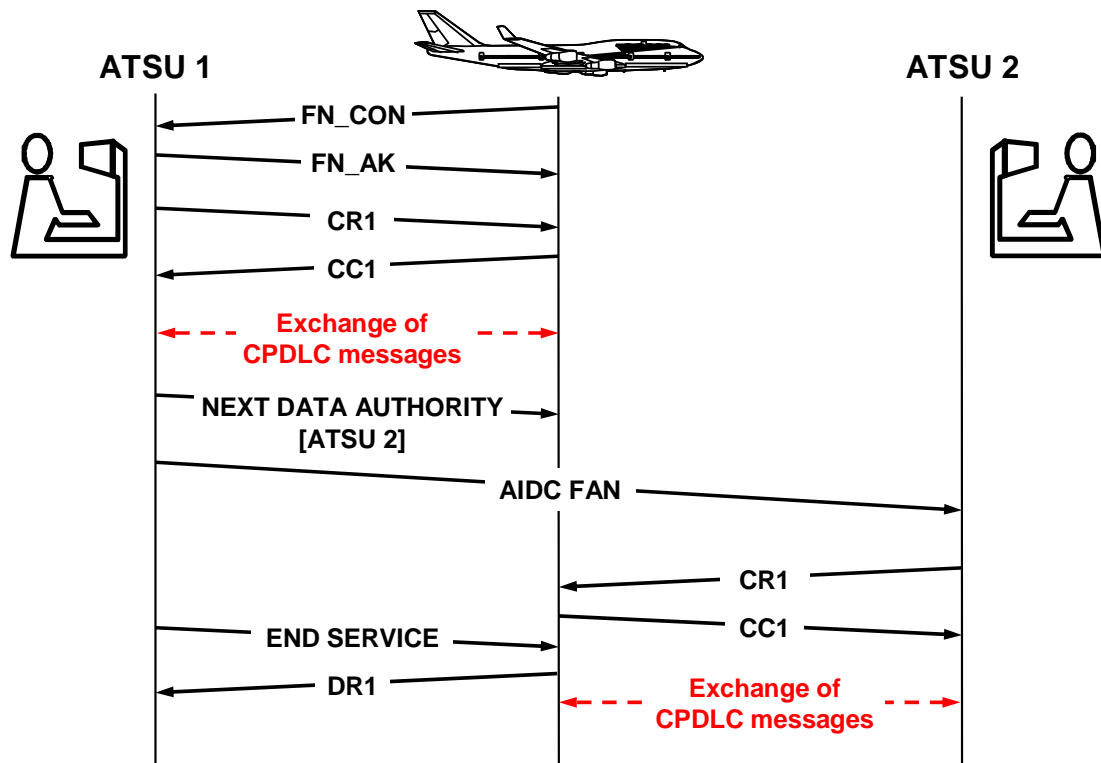 ATSU 1
ATSU 2
FN_CON
FN_AK
CR1
CC1
Exchange of
CPDLC messages
NEXT DATA AUTHORITY
[ATSU 2]
AIDC FAN
CR1
CC1
END SERVICE
DR1
Exchange of
CPDLC messages